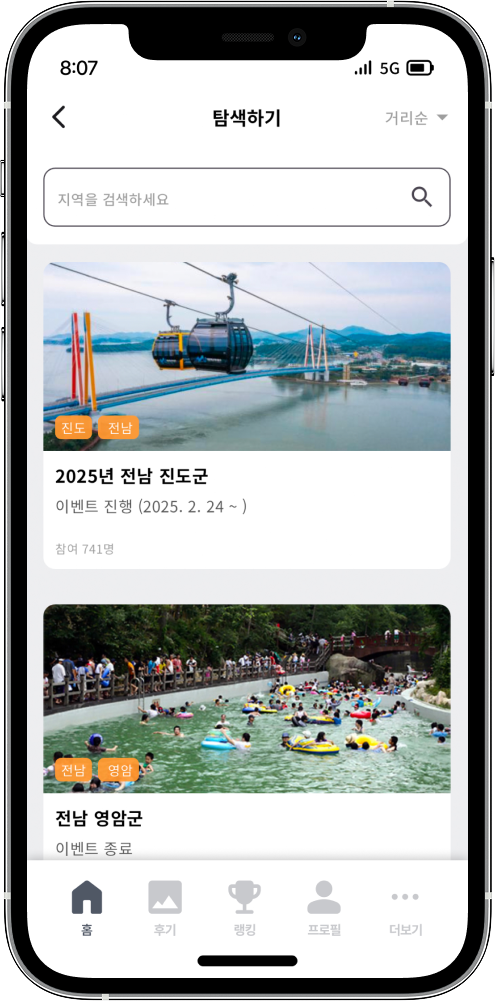 8:07 5G
탐색하기 거리순
지역을 검색하세요
진도 전남
2025년 전남 진도군
이벤트 진행 (2025. 2. 24 ~ )
참여 741명
전남 영암
전남 영암군
이벤트 종료
홈 후기 랭킹 프로필 더보기